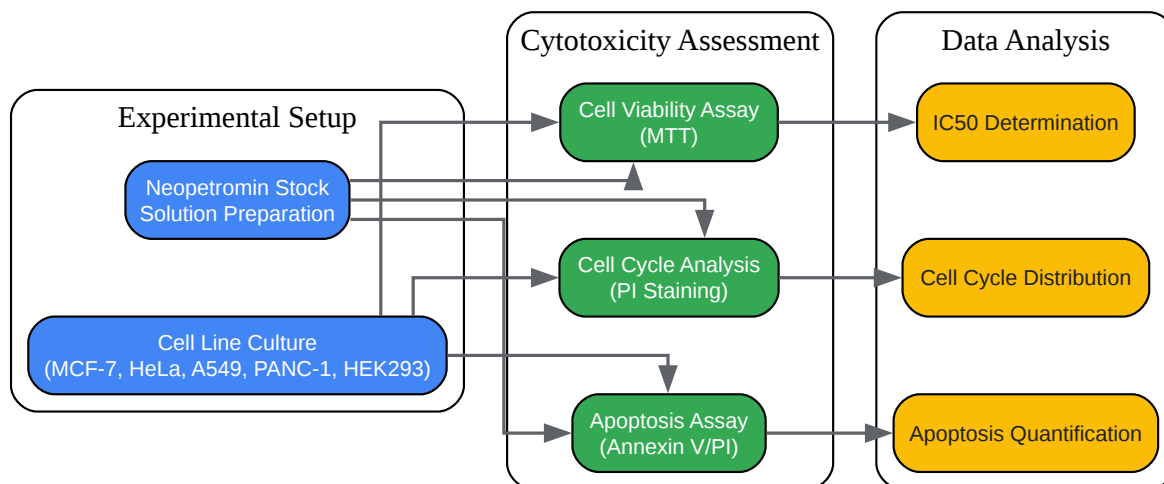 Experimental Setup
Neopetromin Stock
Solution Preparation
Cell Line Culture
(MCF-7, HeLa, A549, PANC-1, HEK293)
Cytotoxicity Assessment
Cell Viability Assay
(MTT)
Cell Cycle Analysis
(PI Staining)
Apoptosis Assay
(Annexin V/PI)
Data Analysis
IC50 Determination
Cell Cycle Distribution
Apoptosis Quantification